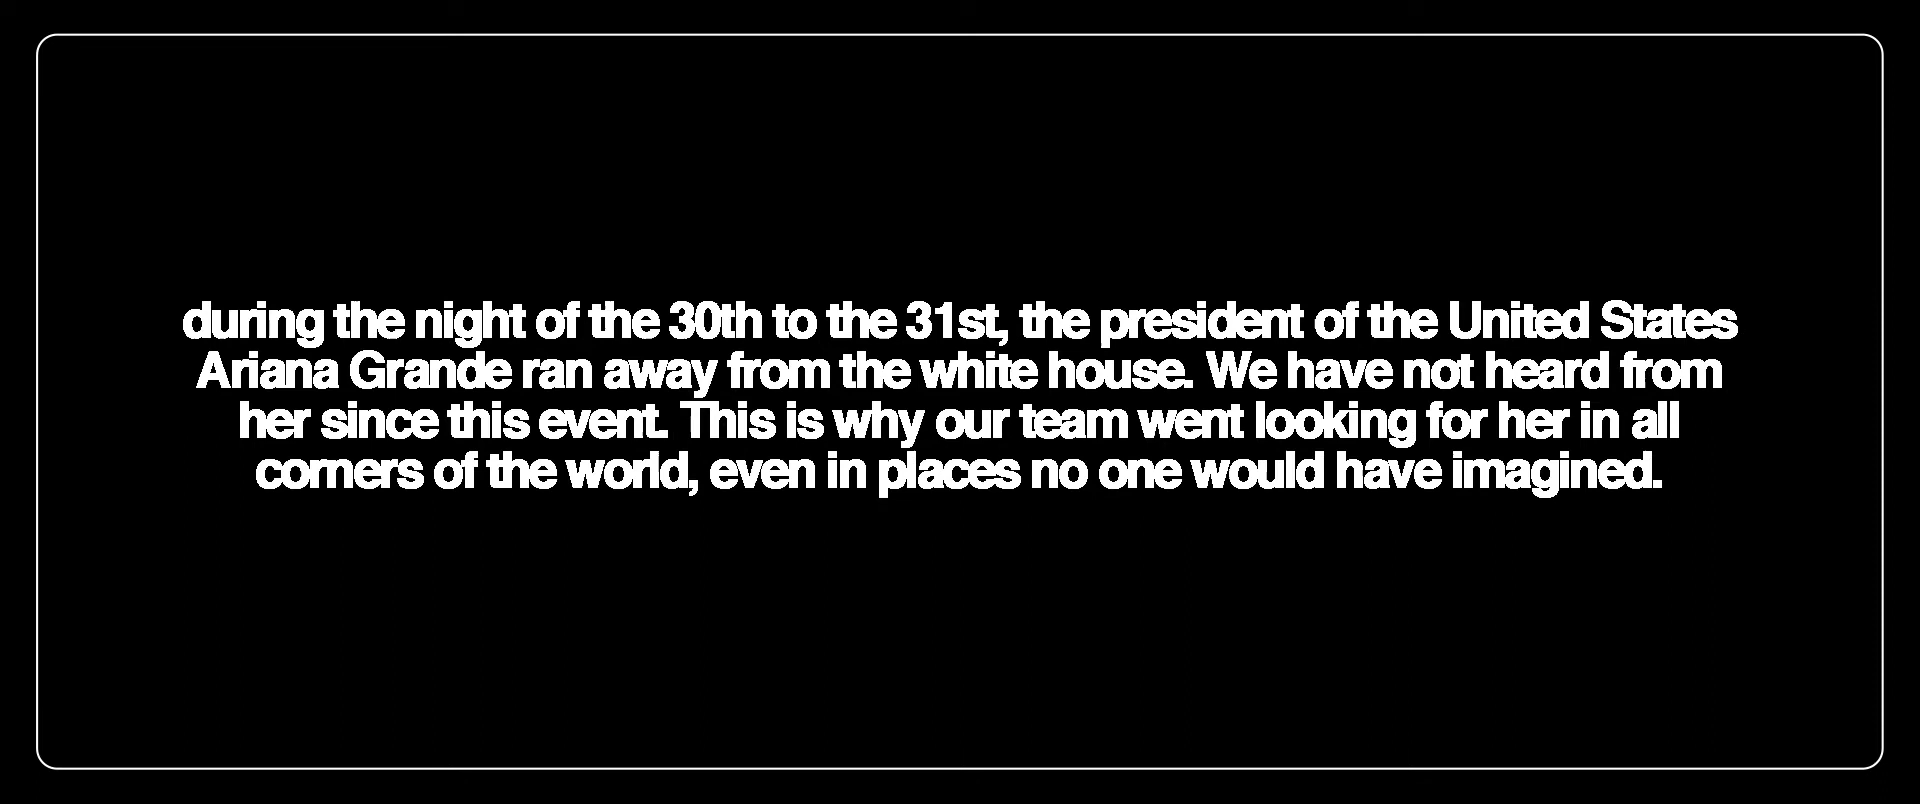 during the night of the 30th to the 31st, the president of the United States
Ariana Grande ran away from the white house. We have not heard from
her since this event. This is why our team went looking for her in all
corners of the world, even in places no one would have imagined.